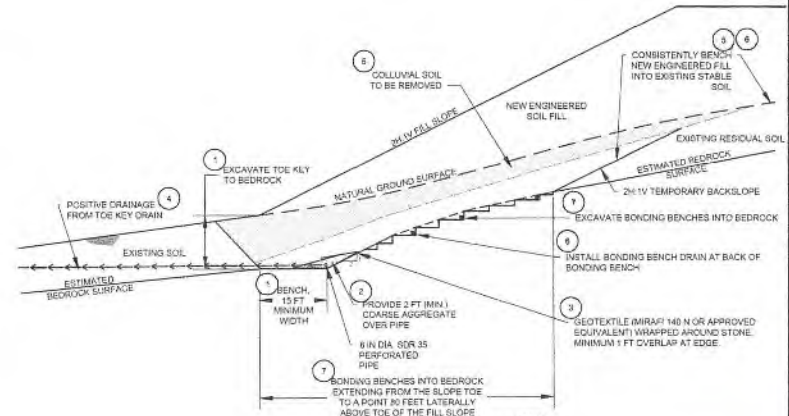 5 6
CONSISTENTLY BENCH
NEW ENGINEERED FILL
INTO EXISTING STABLE
SOIL
6
COLLUVIAL SOIL
TO BE REMOVED
NEW ENGINEERED
SOIL FILL
2H:1V FILL SLOPE
EXISTING RESIDUAL SOIL
1
EXCAVATE TOE KEY
TO BEDROCK
NATURAL GROUND SURFACE
ESTIMATED BEDROCK
SURFACE
2H:1V TEMPORARY BACKSLOPE
POSITIVE DRAINAGE
FROM TOE KEY DRAIN
4
7
EXCAVATE BONDING BENCHES INTO BEDROCK
EXISTING SOIL
INSTALL BONDING BENCH DRAIN AT BACK OF
BONDING BENCH
ESTIMATED
BEDROCK SURFACE
1
BENCH,
15 FT
MINIMUM
WIDTH
2
PROVIDE 2 FT (MIN.)
COARSE AGGREGATE
OVER PIPE
3
GEOTEXTILE (MIRAFI 140 N OR APPROVED
EQUIVALENT) WRAPPED AROUND STONE.
MINIMUM 1 FT OVERLAP AT EDGE.
6 IN DIA. SDR 35
PERFORATED
PIPE
7
BONDING BENCHES INTO BEDROCK
EXTENDING FROM THE SLOPE TOE
TO A POINT 80 FEET LATERALLY
ABOVE TOE OF THE FILL SLOPE